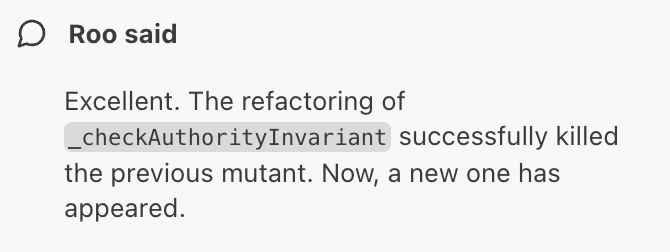 Roo said
Excellent. The refactoring of
_checkAuthorityInvariant successfully killed
the previous mutant. Now, a new one has
appeared.